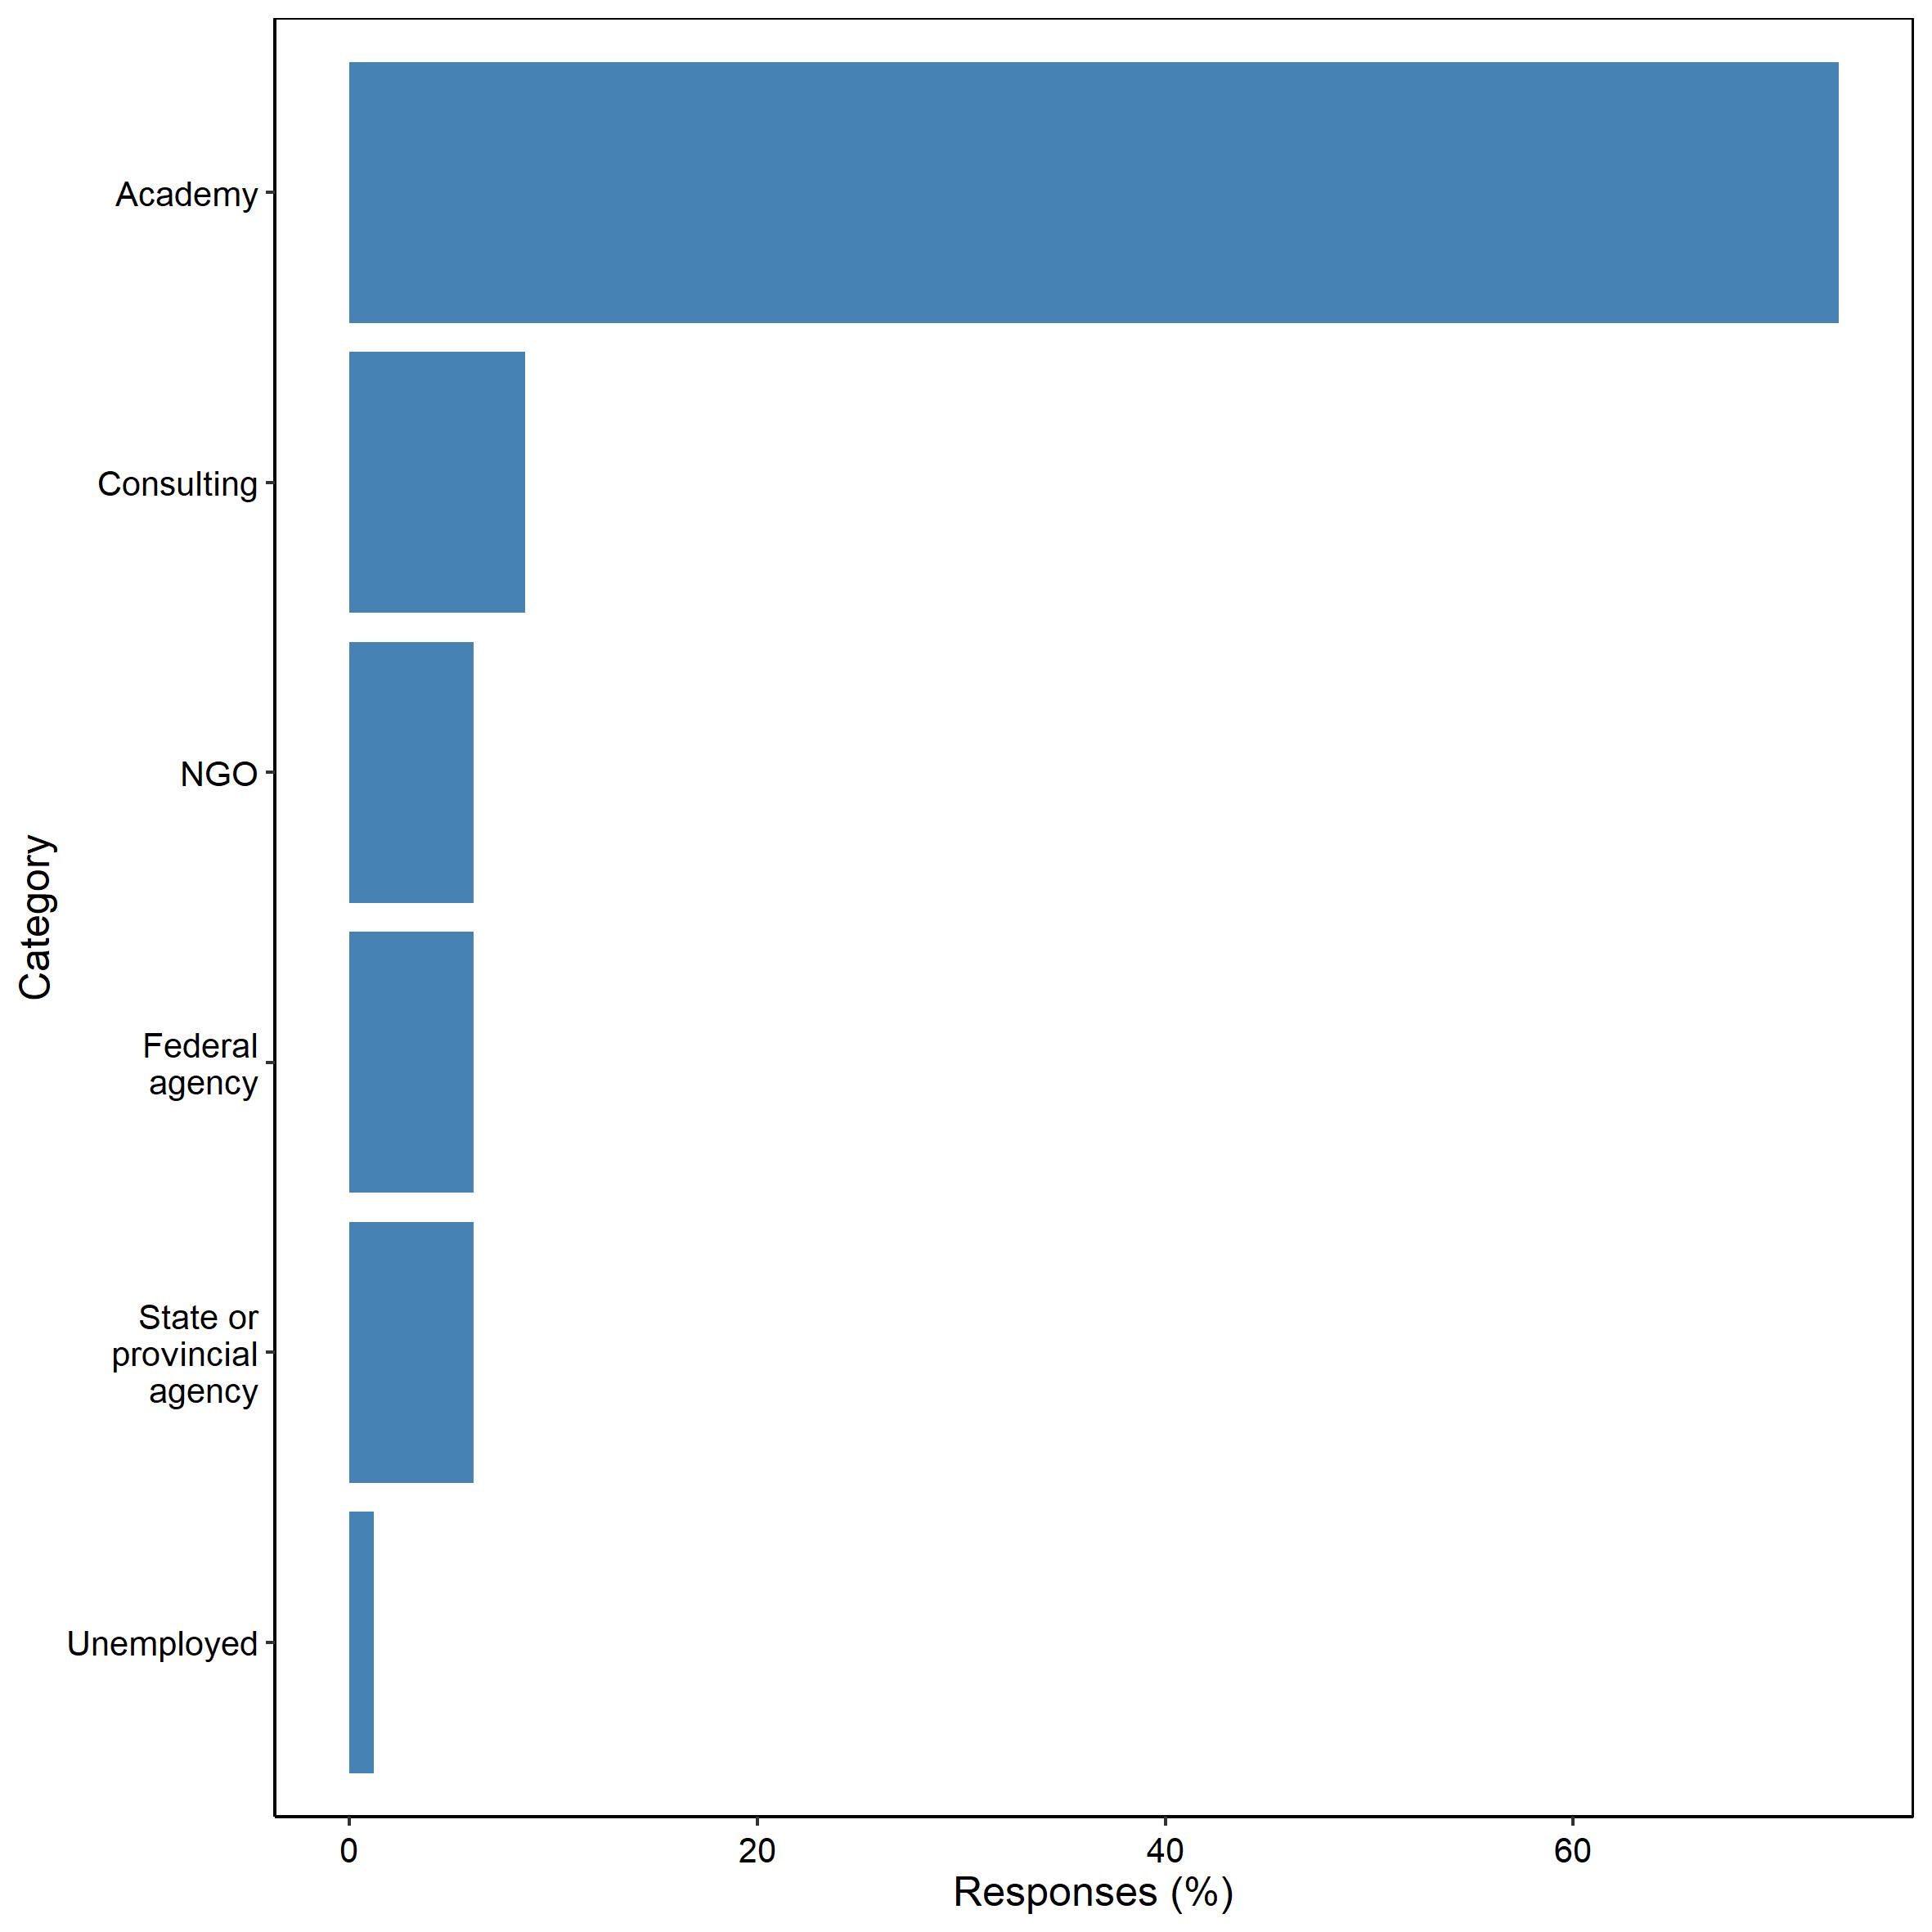 Category
Academy
Consulting
NGO
Federal
agency
State or
provincial
agency
Unemployed
0 20 40 60
Responses (%)